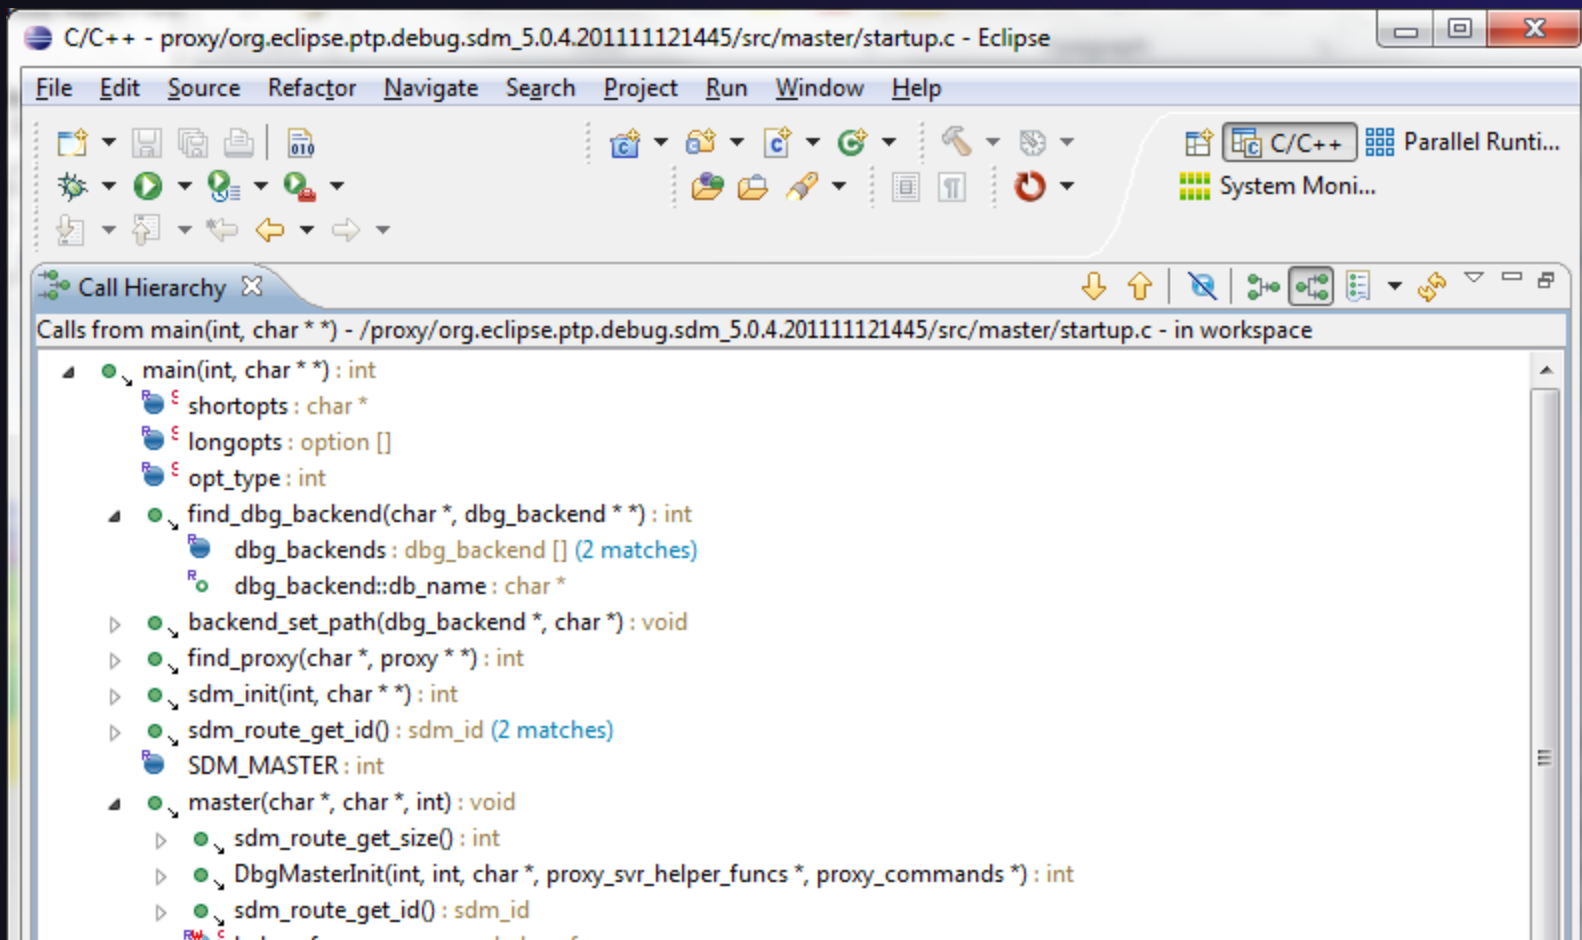 C/C++ - proxy/org.eclipse.ptp.debug.sdm_5.0.4.201111121445/src/master/startup.c - Eclipse
File Edit Source Refactor Navigate Search Project Run Window Help
010
C/C++ Parallel Runti...
System Moni...
Call Hierarchy
Calls from main(int, char * *) - /proxy/org.eclipse.ptp.debug.sdm_5.0.4.201111121445/src/master/startup.c - in workspace
main(int, char * *) : int
shortopts : char *
longopts : option []
opt_type : int
find_dbg_backend(char *, dbg_backend * *) : int
dbg_backends : dbg_backend [] (2 matches)
dbg_backend::db_name : char *
backend_set_path(dbg_backend *, char *) : void
find_proxy(char *, proxy * *) : int
sdm_init(int, char * *) : int
sdm_route_get_id() : sdm_id (2 matches)
SDM_MASTER : int
master(char *, char *, int) : void
sdm_route_get_size() : int
DbgMasterInit(int, int, char *, proxy_svr_helper_funcs *, proxy_commands *) : int
sdm_route_get_id() : sdm_id